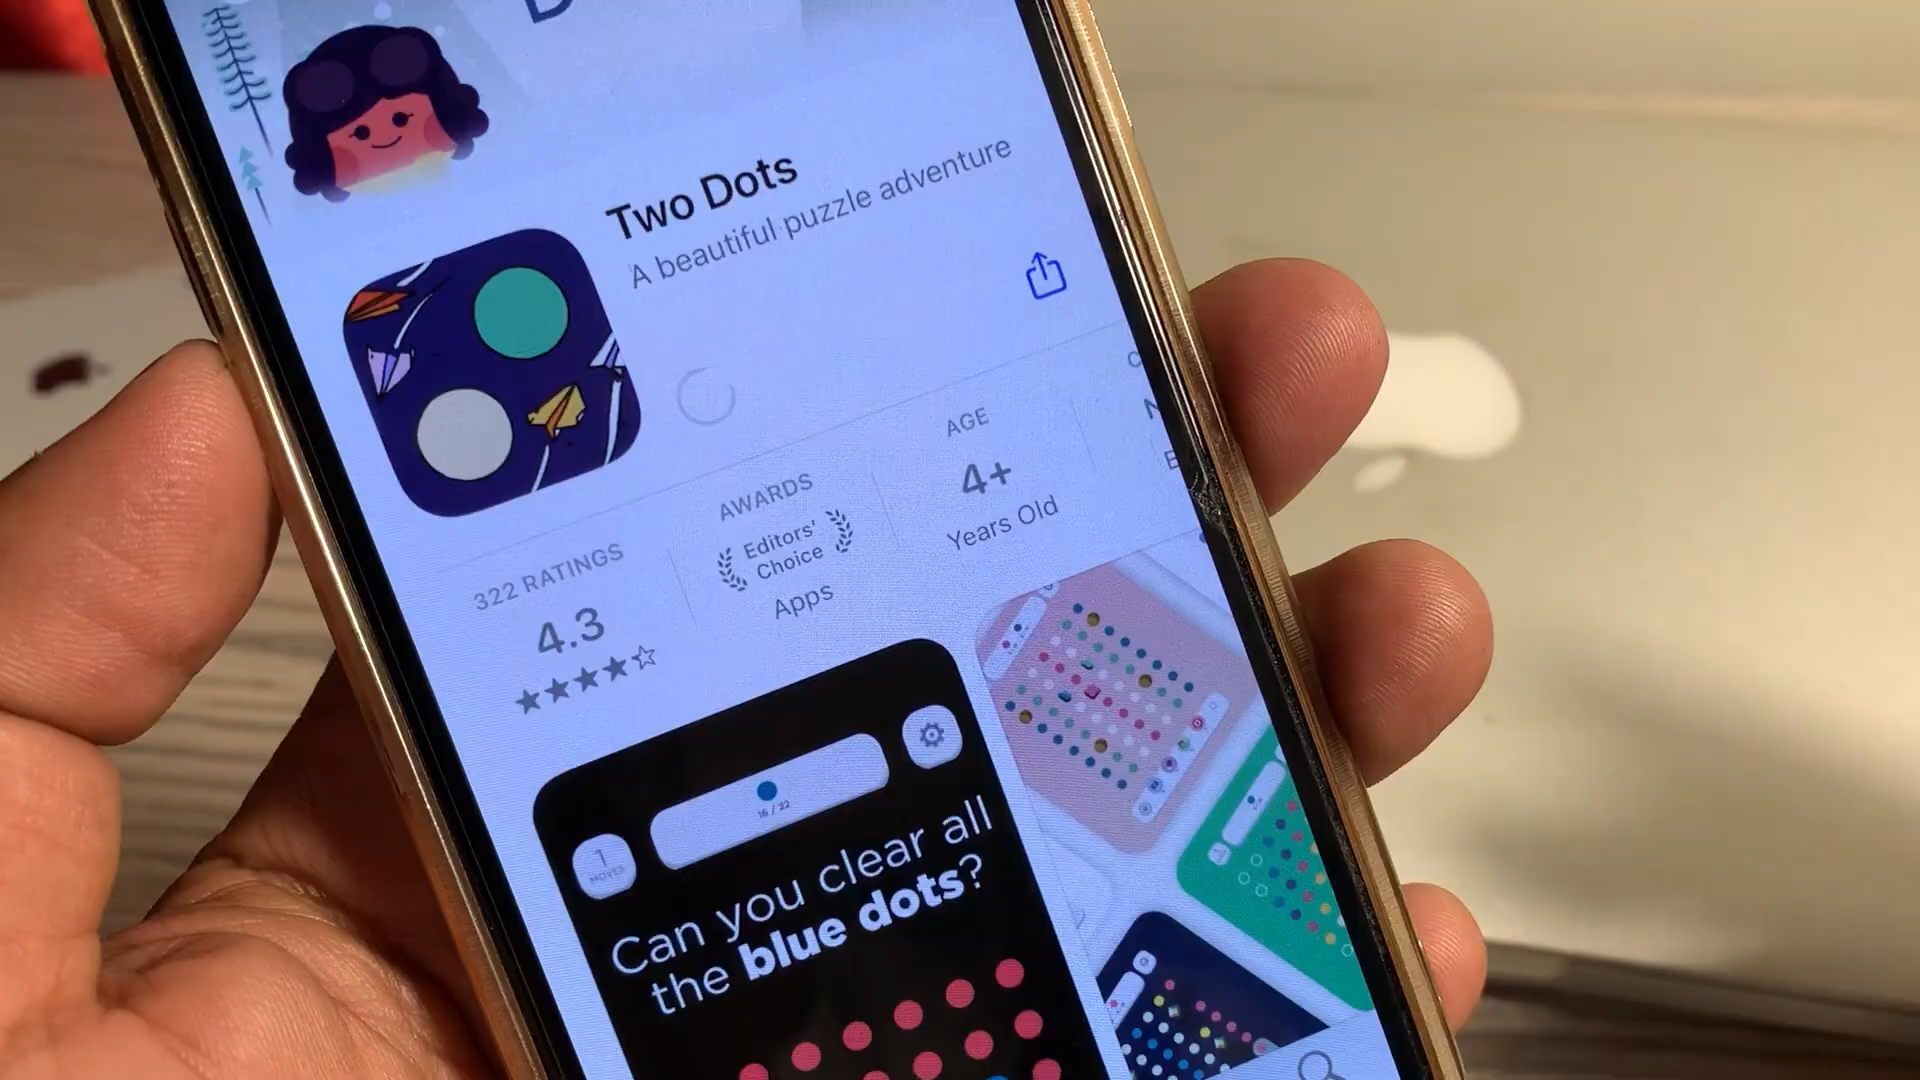 Two Dots
A beautiful puzzle adventure
322 RATINGS
4.3
AWARDS
Editors'
Choice
Apps
AGE
4+
Years Old
1
MOVES
16 / 22
Can you clear all
the blue dots?